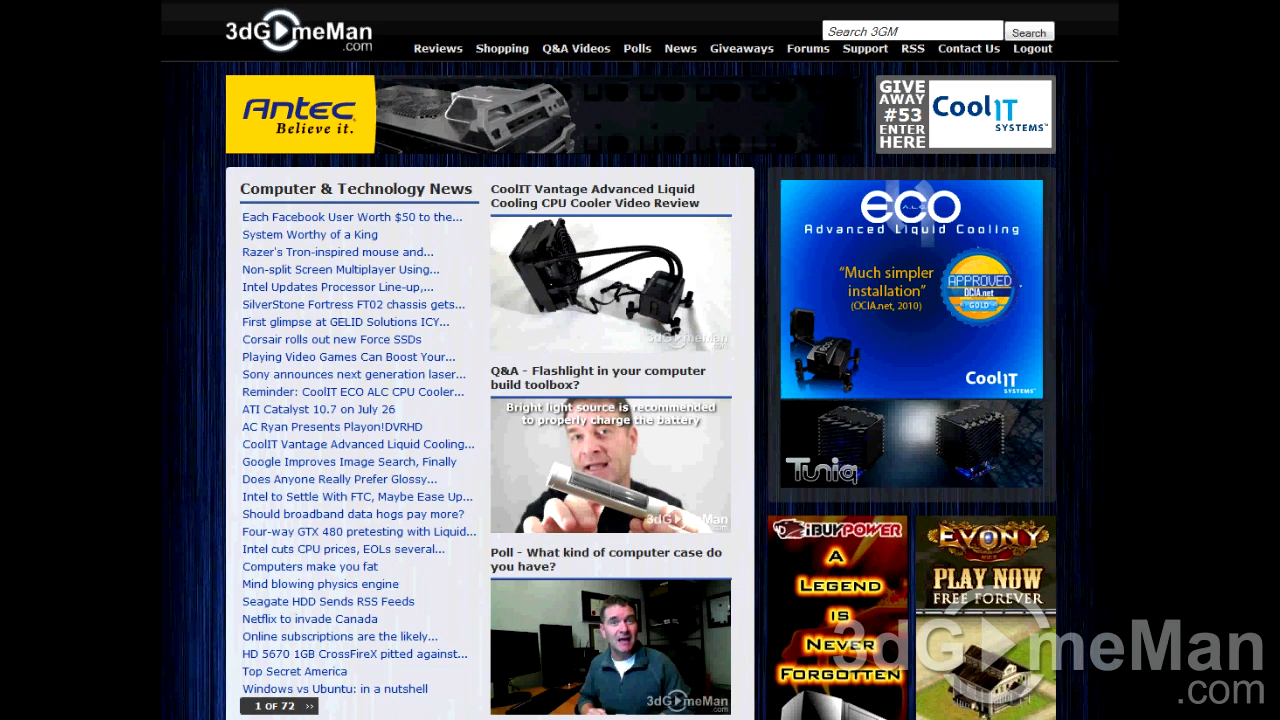 3dGameMan
.com
Search 3GM
Search
Reviews Shopping Q&A Videos Polls News Giveaways Forums Support RSS Contact Us Logout
Antec
Believe it.
GIVE
AWAY
#53
ENTER
HERE
CoolIT
SYSTEMS™
Computer & Technology News
Each Facebook User Worth $50 to the...
System Worthy of a King
Razer's Tron-inspired mouse and...
Non-split Screen Multiplayer Using...
Intel Updates Processor Line-up,...
SilverStone Fortress FT02 chassis gets...
First glimpse at GELID Solutions ICY...
Corsair rolls out new Force SSDs
Playing Video Games Can Boost Your...
Sony announces next generation laser...
Reminder: CoolIT ECO ALC CPU Cooler...
ATI Catalyst 10.7 on July 26
AC Ryan Presents Playon!DVRHD
CoolIT Vantage Advanced Liquid Cooling...
Google Improves Image Search, Finally
Does Anyone Really Prefer Glossy...
Intel to Settle With FTC, Maybe Ease Up...
Should broadband data hogs pay more?
Four-way GTX 480 pretesting with Liquid...
Intel cuts CPU prices, EOLs several...
Computers make you fat
Mind blowing physics engine
Seagate HDD Sends RSS Feeds
Netflix to invade Canada
Online subscriptions are the likely...
HD 5670 1GB CrossFireX pitted against...
Top Secret America
Windows vs Ubuntu: in a nutshell
1 OF 72 >>
CoolIT Vantage Advanced Liquid
Cooling CPU Cooler Video Review
3dGameMan
.com
Q&A - Flashlight in your computer
build toolbox?
Bright light source is recommended
to properly charge the battery
3dGameMan
.com
Poll - What kind of computer case do
you have?
3dGameMan
.com
ECO
A.L.C.
Advanced Liquid Cooling
"Much simpler
installation"
(OCIA.net, 2010)
APPROVED
OCIA.net
GOLD
CoolIT
SYSTEMS™
Tuniq
iBUYPOWER
A
LEGEND
IS
NEVER
FORGOTTEN
EVONY
PLAY NOW
FREE FOREVER
3dGameMan
.com